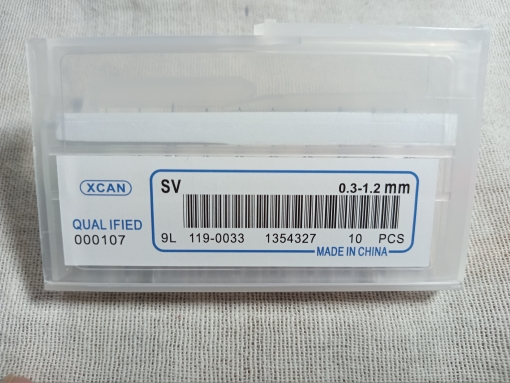 XCAN
QUALIFIED
000107
SV 0.3-1.2 mm
9L 119-0033 1354327 10 PCS
MADE IN CHINA